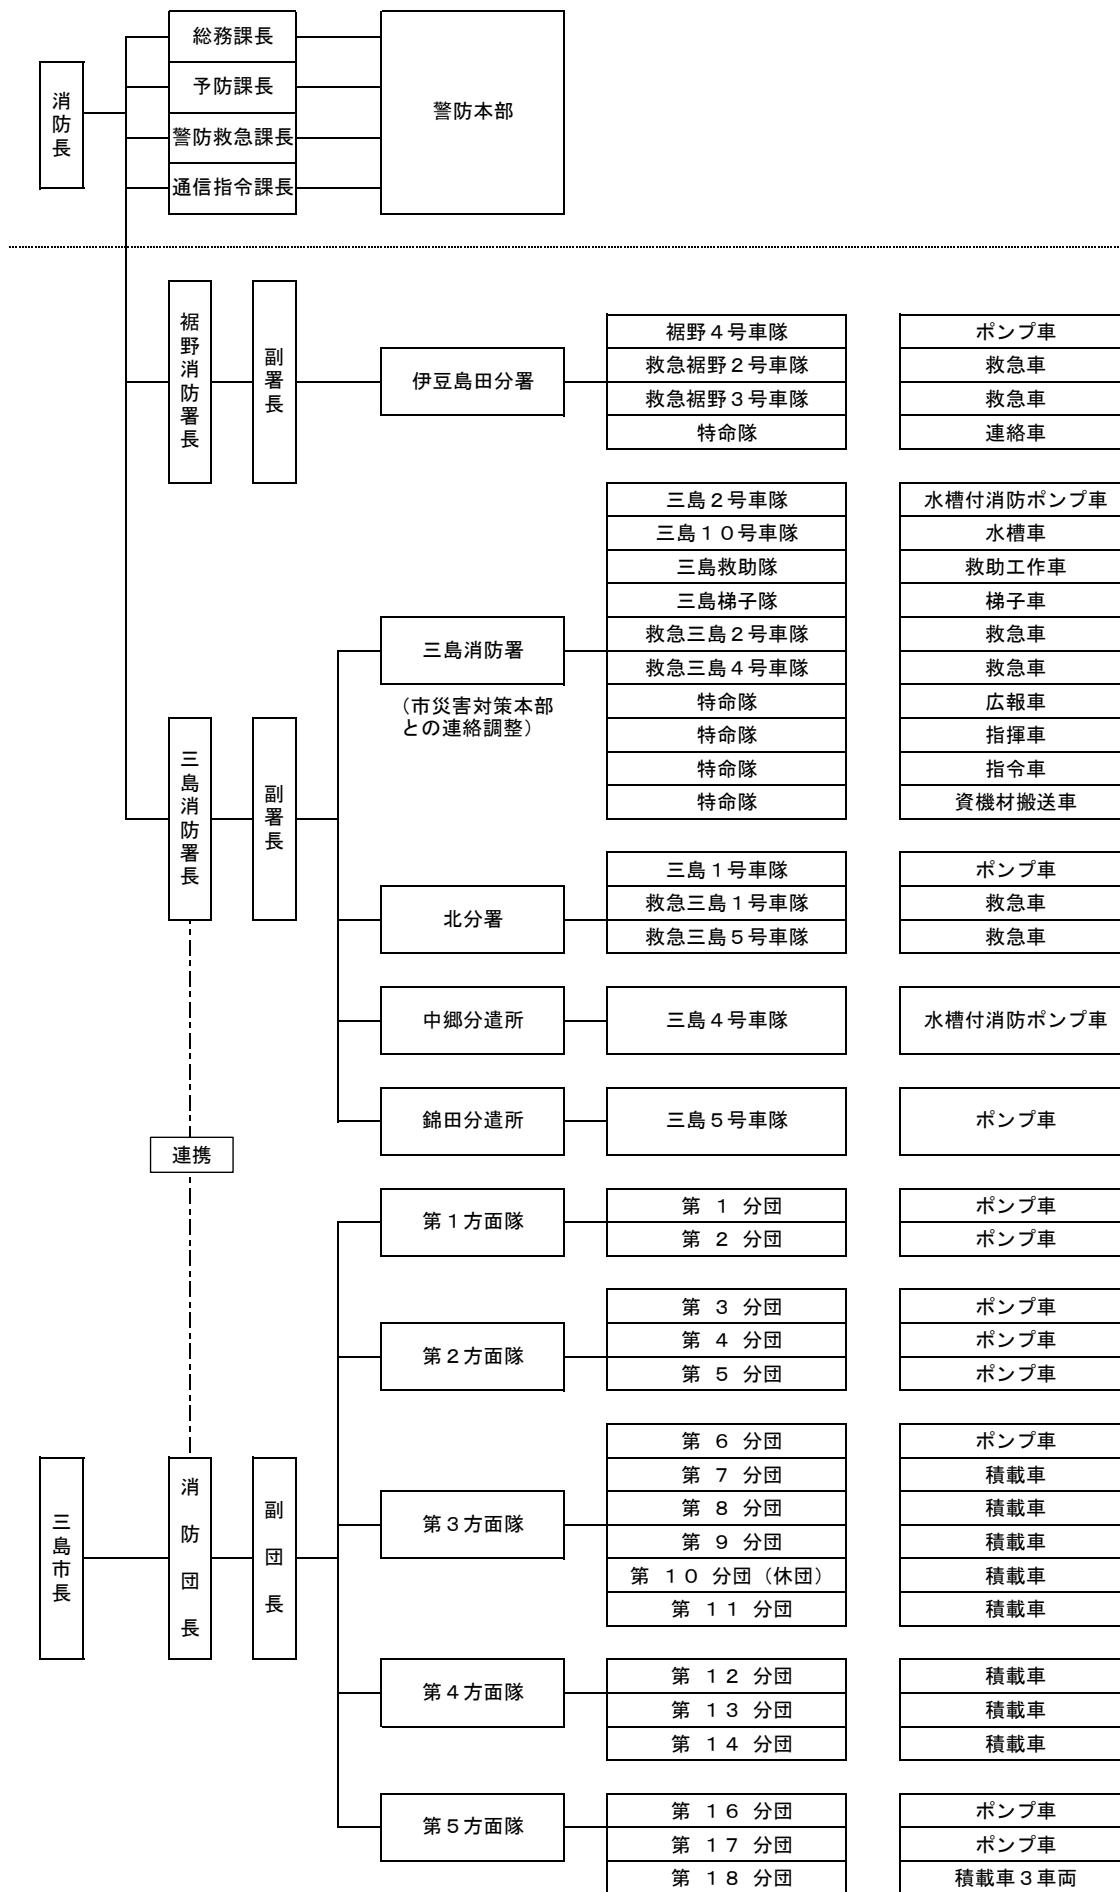 消防長
総務課長
予防課長
警防救急課長
通信指令課長
警防本部
裾野消防署長
副署長
伊豆島田分署
裾野４号車隊 ポンプ車
救急裾野２号車隊 救急車
救急裾野３号車隊 救急車
特命隊 連絡車
三島消防署長
副署長
三島消防署
（市災害対策本部
との連絡調整）
三島２号車隊 水槽付消防ポンプ車
三島１０号車隊 水槽車
三島救助隊 救助工作車
三島梯子隊 梯子車
救急三島２号車隊 救急車
救急三島４号車隊 救急車
特命隊 広報車
特命隊 指揮車
特命隊 指令車
特命隊 資機材搬送車
北分署
三島１号車隊 ポンプ車
救急三島１号車隊 救急車
救急三島５号車隊 救急車
中郷分遣所 三島４号車隊 水槽付消防ポンプ車
錦田分遣所 三島５号車隊 ポンプ車
連携
三島市長
消防団長
副団長
第１方面隊
第 １ 分団 ポンプ車
第 ２ 分団 ポンプ車
第２方面隊
第 ３ 分団 ポンプ車
第 ４ 分団 ポンプ車
第 ５ 分団 ポンプ車
第３方面隊
第 ６ 分団 ポンプ車
第 ７ 分団 積載車
第 ８ 分団 積載車
第 ９ 分団 積載車
第 １０ 分団（休団） 積載車
第 １１ 分団 積載車
第４方面隊
第 １２ 分団 積載車
第 １３ 分団 積載車
第 １４ 分団 積載車
第５方面隊
第 １６ 分団 ポンプ車
第 １７ 分団 ポンプ車
第 １８ 分団 積載車３車両